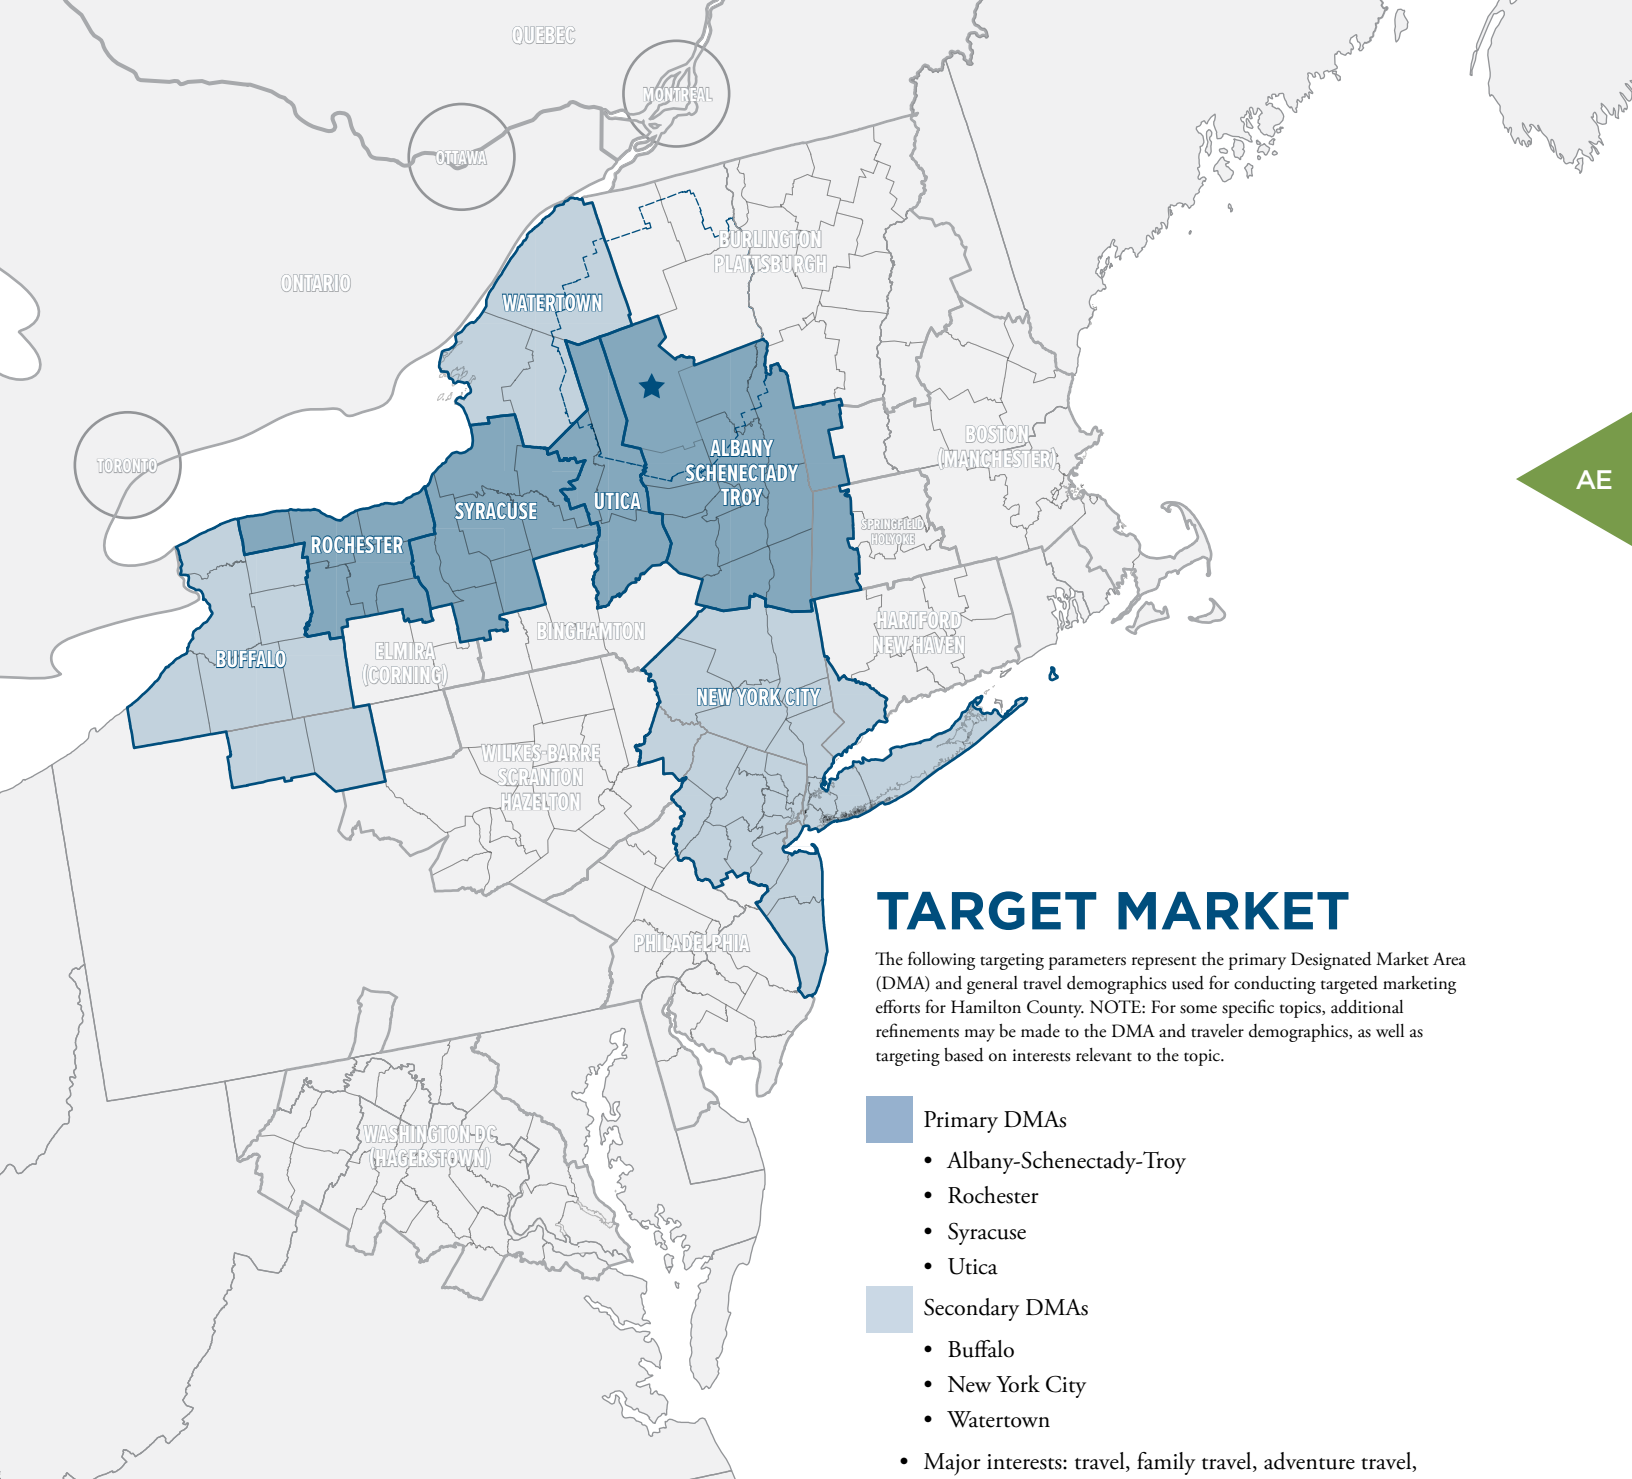 QUEBEC
MONTREAL
OTTAWA
BURLINGTON
PLATTSBURGH
ONTARIO
WATERTOWN
TORONTO
BOSTON
(MANCHESTER)
ALBANY
SCHENECTADY
TROY
AE
UTICA
SYRACUSE
SPRINGFIELD
HOLYOKE
ROCHESTER
HARTFORD
NEW HAVEN
BINGHAMTON
ELMIRA
(CORNING)
BUFFALO
NEW YORK CITY
WILKES-BARRE
SCRANTON
HAZELTON
PHILADELPHIA
WASHINGTON DC
(HAGERSTOWN)
TARGET MARKET
The following targeting parameters represent the primary Designated Market Area
(DMA) and general travel demographics used for conducting targeted marketing
efforts for Hamilton County. NOTE: For some specific topics, additional
refinements may be made to the DMA and traveler demographics, as well as
targeting based on interests relevant to the topic.
Primary DMAs
• Albany-Schenectady-Troy
• Rochester
• Syracuse
• Utica
Secondary DMAs
• Buffalo
• New York City
• Watertown
• Major interests: travel, family travel, adventure travel,